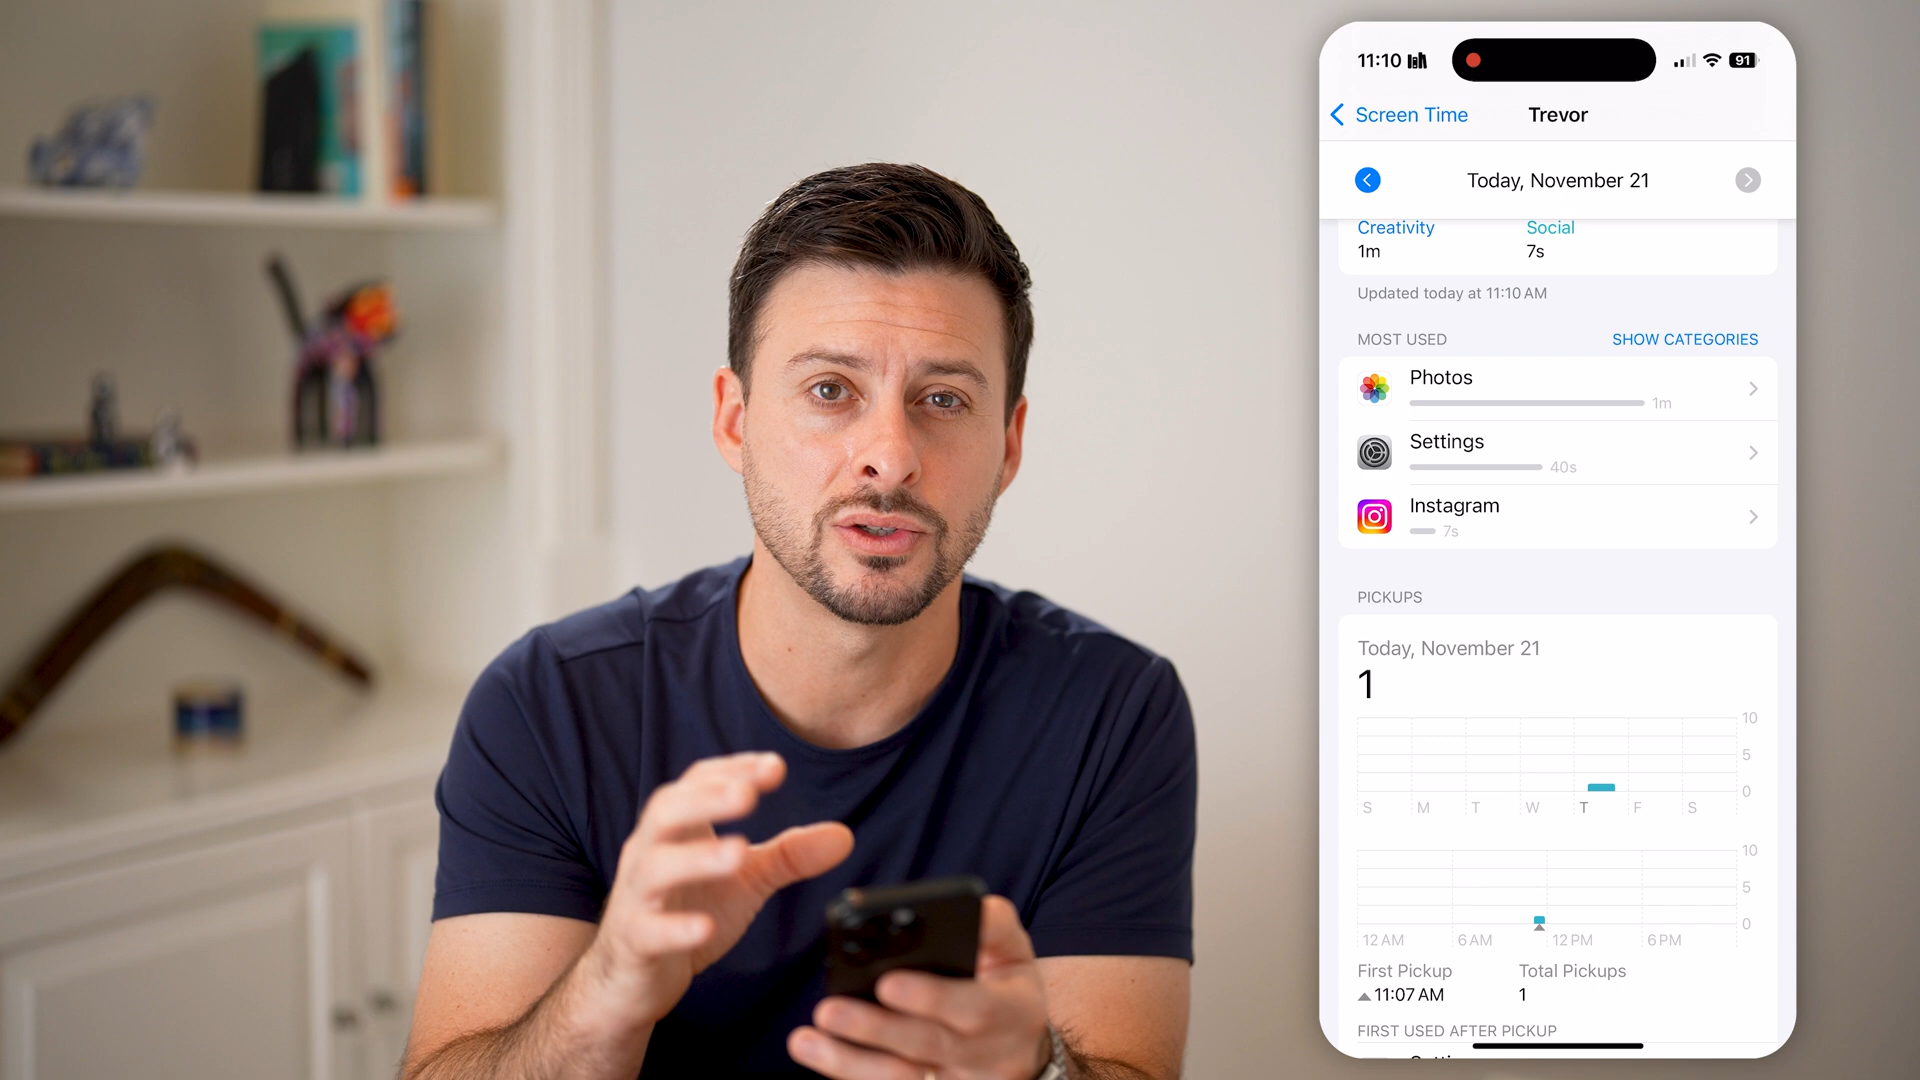 11:10 91
Screen Time Trevor
Today, November 21
Creativity Social
1m 7s
Updated today at 11:10 AM
MOST USED SHOW CATEGORIES
Photos
1m
Settings
40s
Instagram
7s
PICKUPS
Today, November 21
1
10
5
0
S M T W T F S
10
5
0
12 AM 6 AM 12 PM 6 PM
First Pickup Total Pickups
11:07 AM 1
FIRST USED AFTER PICKUP